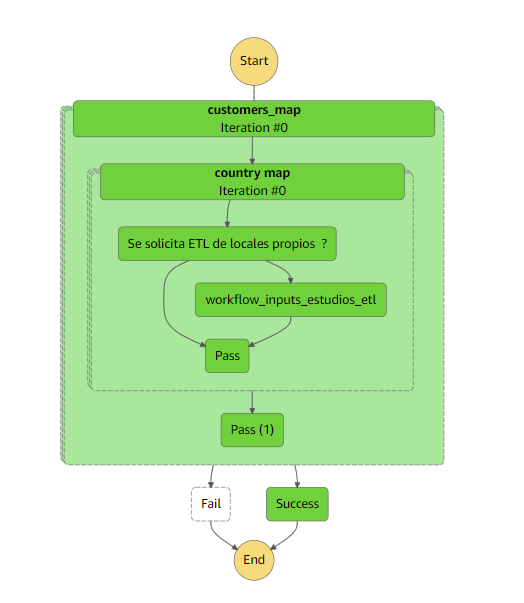 Start
customers_map
Iteration #0
country map
Iteration #0
Se solicita ETL de locales propios ?
workflow_inputs_estudios_etl
Pass
Pass (1)
Fail
Success
End